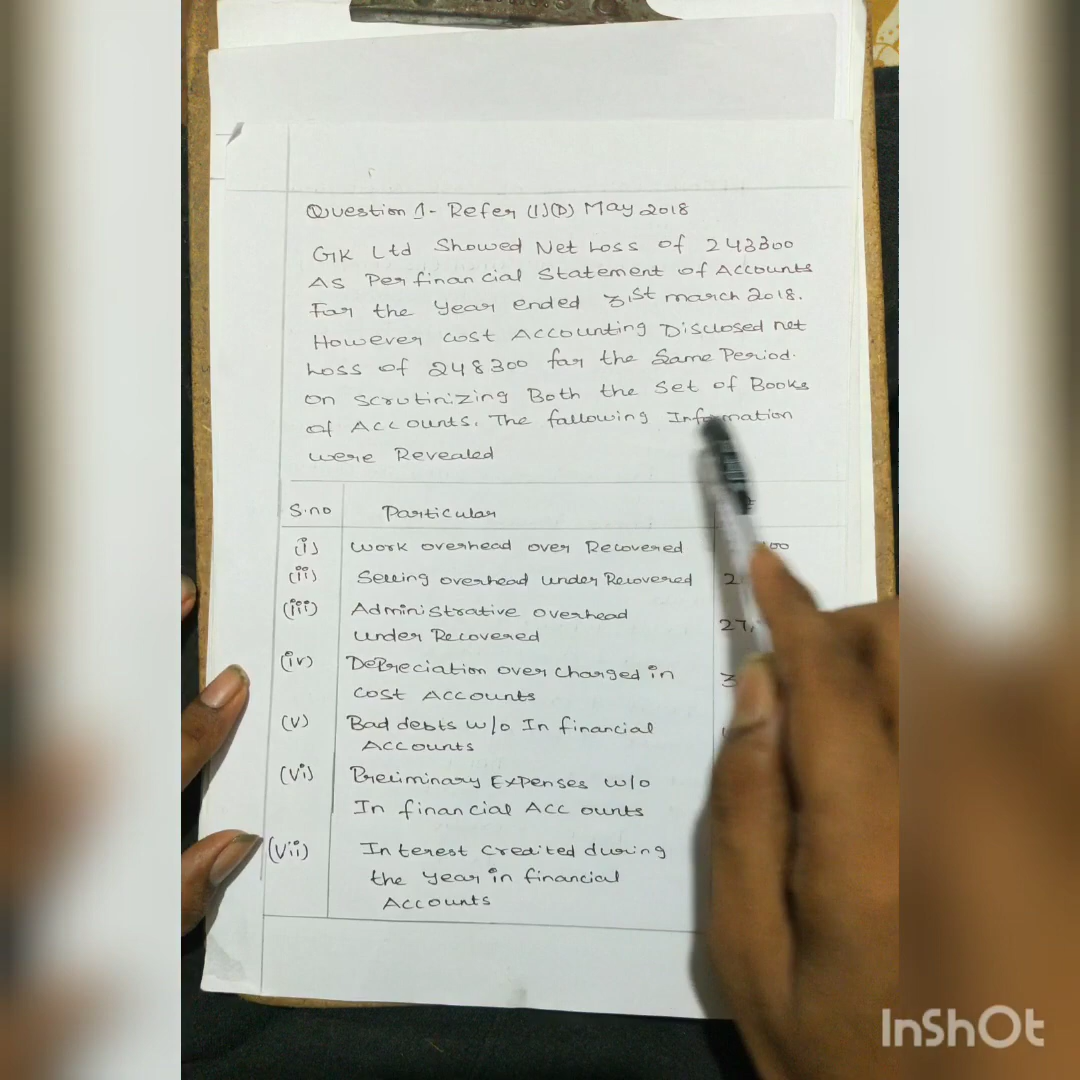 Question 1- Refer (1)(D) May 2018
GK Ltd Showed Net Loss of 243300
As Per financial Statement of Accounts
For the Year ended 31st march 2018.
However cost Accounting Disclosed net
Loss of 248300 for the Same Period.
on scrutinizing Both the set of Books
of Accounts. The fallowing Information
were Revealed
S.no Particular
(i) Work overhead over Recovered
(ii) Selling overhead under Recovered
(iii) Administrative overhead
under Recovered 27,
(iv) Depreciation over charged in
cost Accounts
(v) Bad debts w/o In financial
Accounts
(vi) Preliminary Expenses w/o
In financial Accounts
(vii) Interest credited during
the year in financial
Accounts
InShOt